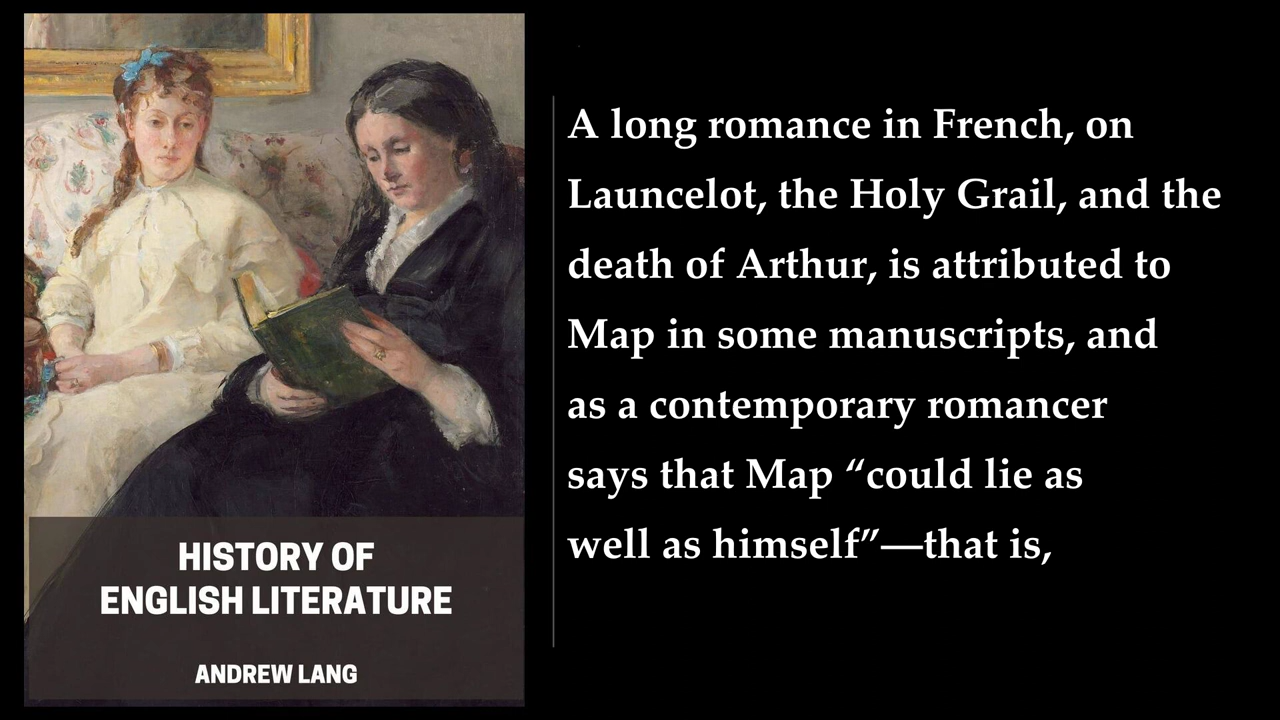 HISTORY OF
ENGLISH LITERATURE
ANDREW LANG
A long romance in French, on
Launcelot, the Holy Grail, and the
death of Arthur, is attributed to
Map in some manuscripts, and
as a contemporary romancer
says that Map “could lie as
well as himself”—that is,